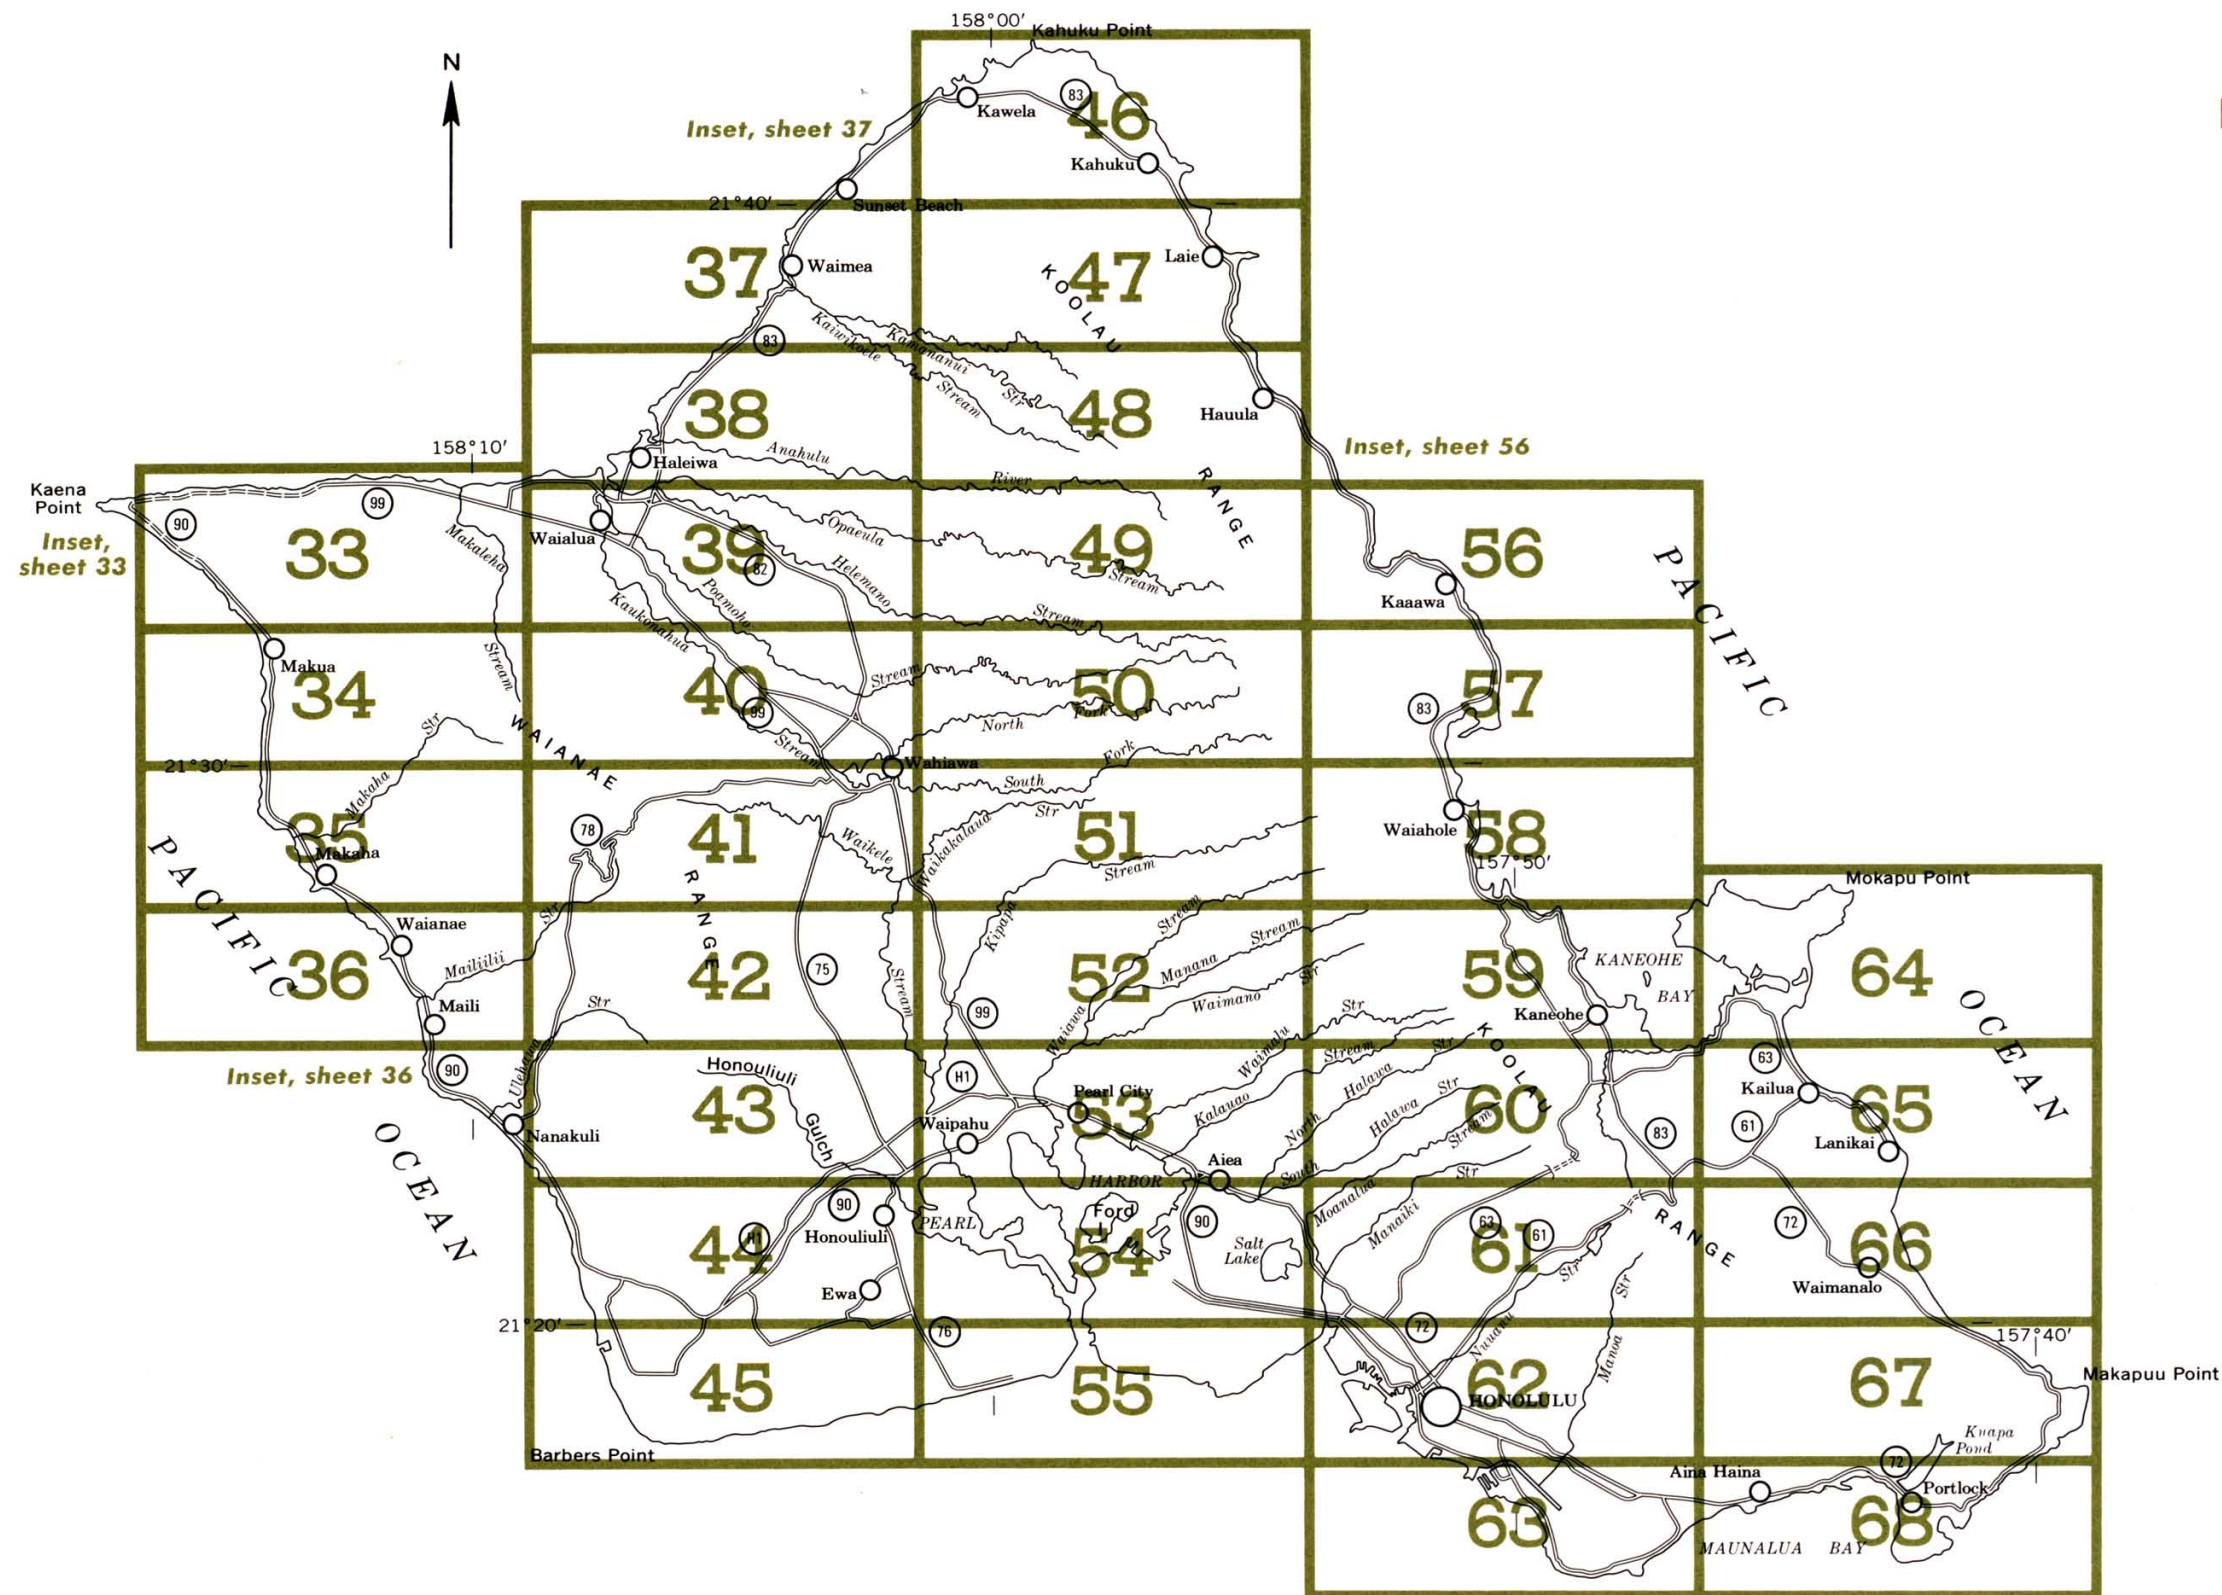 158°00'
Kahuku Point
N
83
46
Kawela
Inset, sheet 37
Kahuku
21°40'
Sunset Beach
37
Waimea
47
Laie
KOOLAU
Kaiwikoele
Stream
Kamananui
Str
83
38
48
Hauula
158°10'
Haleiwa
Anahulu
River
RANGE
Inset, sheet 56
Kaena
Point
90
99
Inset,
sheet 33
33
Makaleha
Stream
Waialua
39
82
Opaeula
Stream
49
56
Helemano
Stream
Poamoho
Stream
Kaukonahua
Stream
Kaaawa
PACIFIC
Makua
34
Str
WAIANAE
40
99
50
North
Fork
83
57
21°30'
Wahiawa
South
Fork
Makaha
35
Makaha
78
41
Waikele
Stream
Waikakalaua
Str
51
Kipapa
Stream
Waiahole
58
157°50'
Mokapu Point
PACIFIC
RANGE
Waianae
Str
Mailiilii
36
42
75
52
Waiawa
Stream
Manana
Stream
Waimano
Str
59
KANEOHE
BAY
64
OCEAN
Maili
Str
99
Waimalu
Str
Kaneohe
KOOLAU
Inset, sheet 36
90
Ulehawa
Honouliuli
Gulch
43
H1
Pearl City
53
Kalauao
Stream
North
Halawa
Str
60
63
Kailua
65
Waipahu
South
Halawa
Str
83
61
Lanikai
OCEAN
Nanakuli
Aiea
Moanalua
Stream
HARBOR
90
Honouliuli
PEARL
Ford
I
90
Manaiki
Str
63
61
RANGE
72
44
H1
54
Salt
Lake
61
Str
Str
66
Waimanalo
Ewa
21°20'
76
72
Nuuanu
Manoa
157°40'
45
55
62
HONOLULU
67
Makapuu Point
Barbers Point
Kuapa
Pond
Aina Haina
72
Portlock
63
68
MAUNALUA BAY